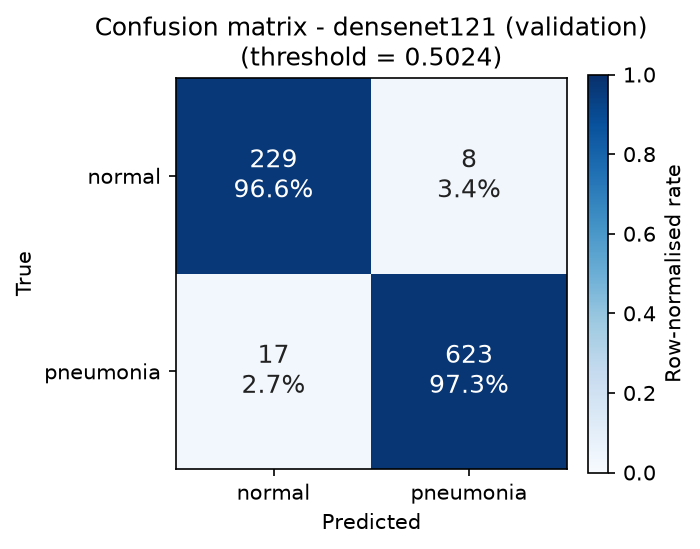 Confusion matrix - densenet121 (validation)
(threshold = 0.5024)
True
normal
pneumonia
229
96.6%
8
3.4%
17
2.7%
623
97.3%
normal
pneumonia
Predicted
1.0
0.8
0.6
0.4
0.2
0.0
Row-normalised rate